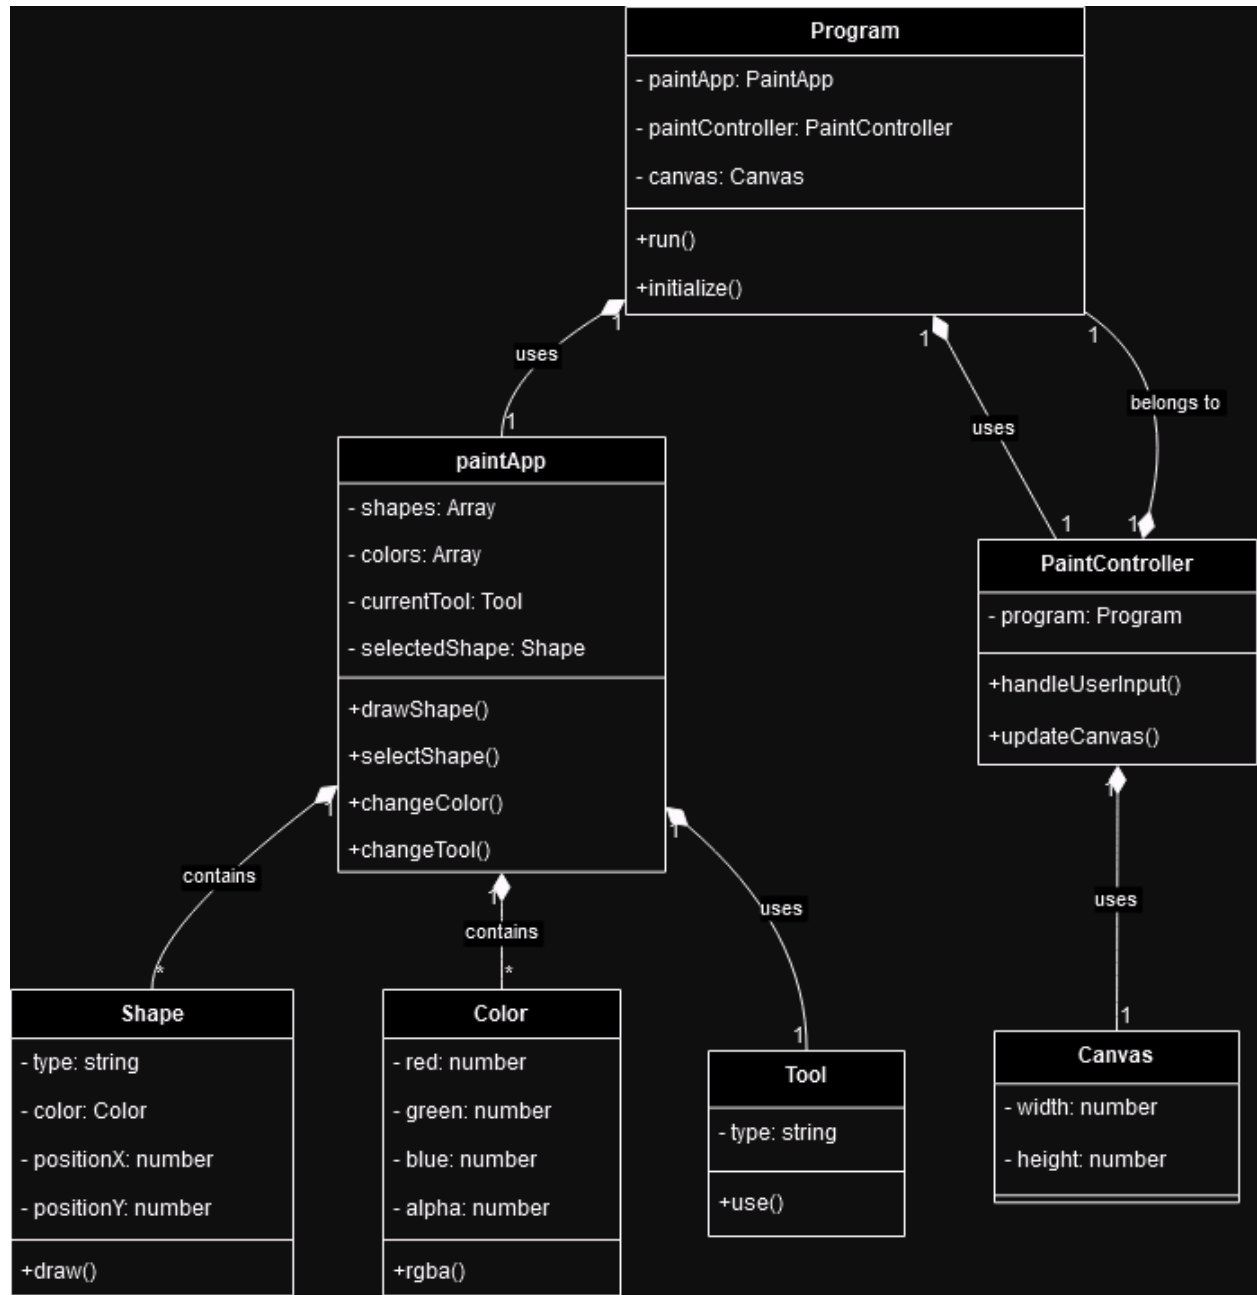 Program
- paintApp: PaintApp
- paintController: PaintController
- canvas: Canvas
+run()
+initialize()
1
1
1
uses
belongs to
uses
1
1
1
paintApp
- shapes: Array
- colors: Array
- currentTool: Tool
- selectedShape: Shape
+drawShape()
+selectShape()
+changeColor()
+changeTool()
PaintController
- program: Program
+handleUserInput()
+updateCanvas()
1
1
1
1
contains
contains
uses
uses
*
*
1
1
Shape
- type: string
- color: Color
- positionX: number
- positionY: number
+draw()
Color
- red: number
- green: number
- blue: number
- alpha: number
+rgba()
Tool
- type: string
+use()
Canvas
- width: number
- height: number